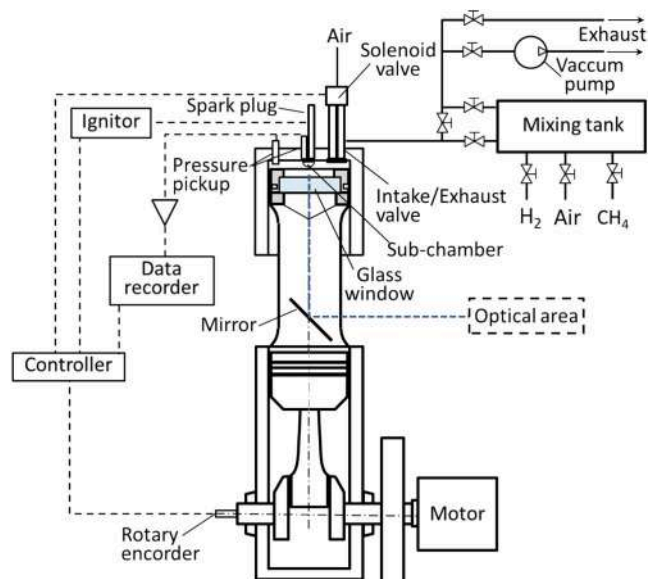 Air
Solenoid
valve
Exhaust
Vaccum
pump
Spark plug
Ignitor
Mixing tank
Pressure
pickup
Intake/Exhaust
valve
H2 Air CH4
Sub-chamber
Glass
window
Data
recorder
Mirror
Optical area
Controller
Motor
Rotary
encorder